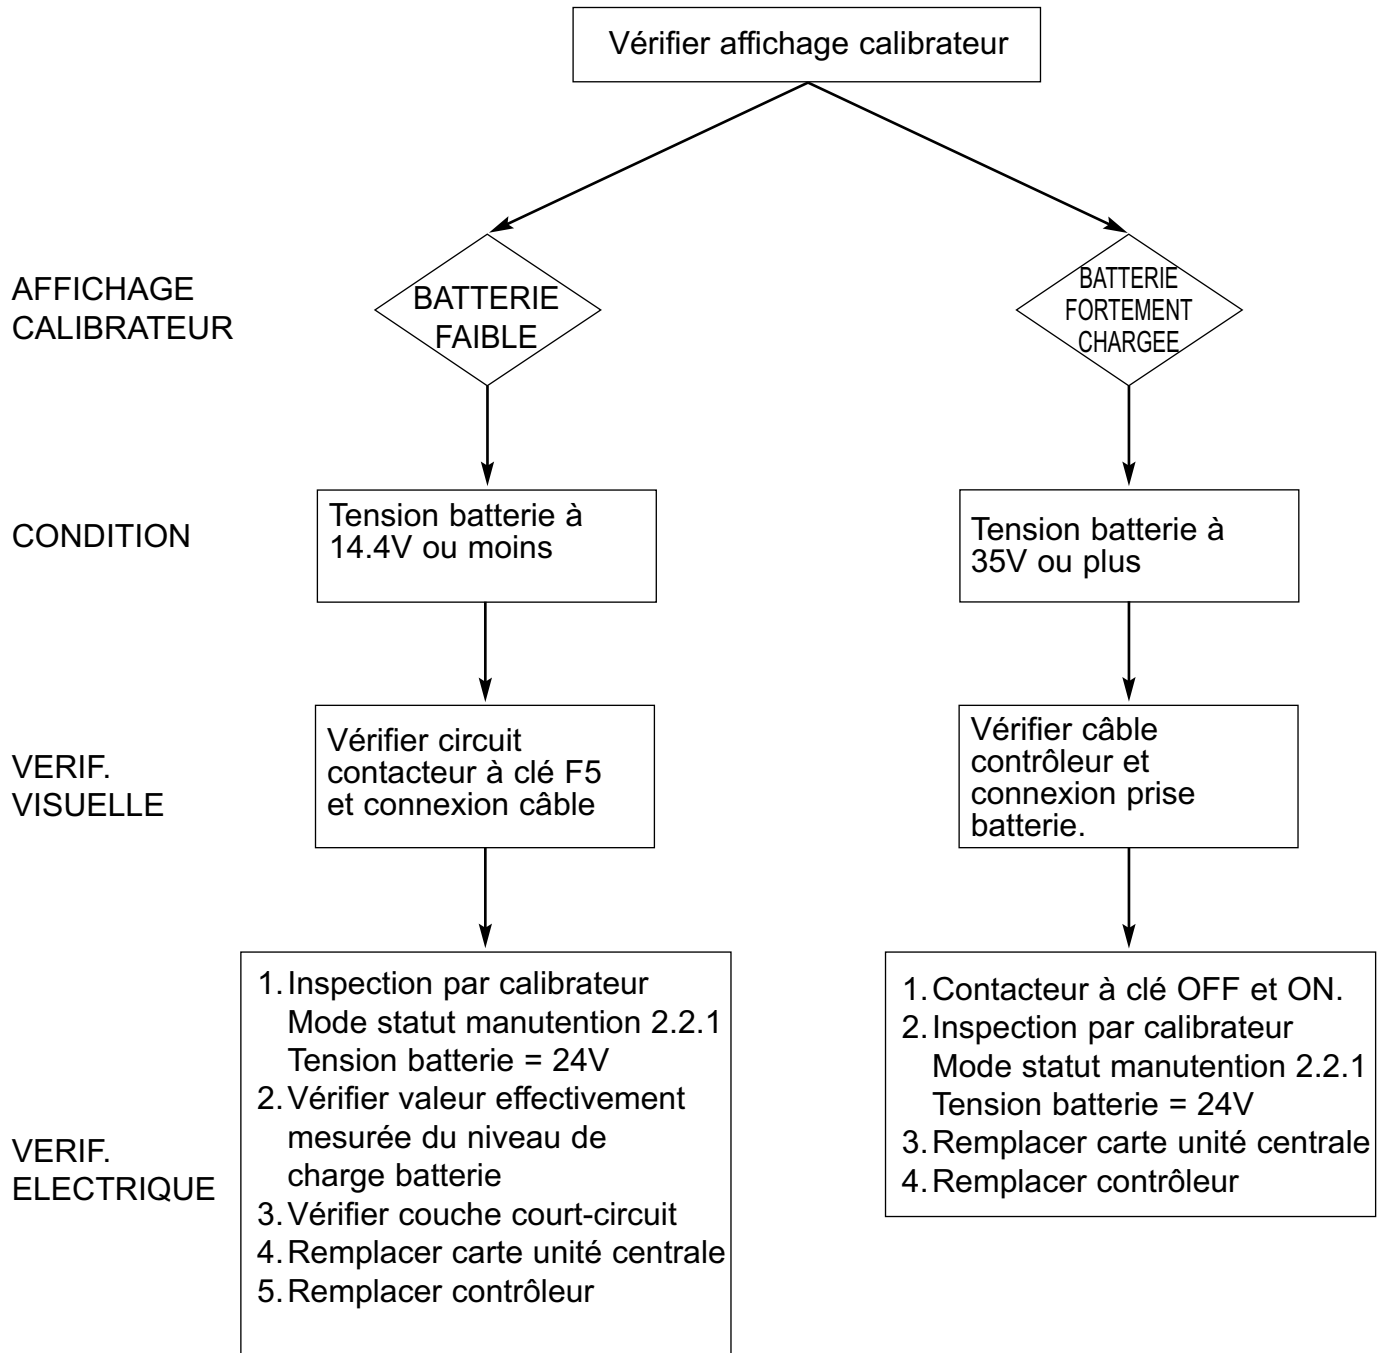 Vérifier affichage calibrateur
AFFICHAGE
CALIBRATEUR
BATTERIE
FAIBLE
BATTERIE
FORTEMENT
CHARGEE
CONDITION
Tension batterie à
14.4V ou moins
Tension batterie à
35V ou plus
VERIF.
VISUELLE
Vérifier circuit
contacteur à clé F5
et connexion câble
Vérifier câble
contrôleur et
connexion prise
batterie.
VERIF.
ELECTRIQUE
1. Inspection par calibrateur
Mode statut manutention 2.2.1
Tension batterie = 24V
2. Vérifier valeur effectivement
mesurée du niveau de
charge batterie
3. Vérifier couche court-circuit
4. Remplacer carte unité centrale
5. Remplacer contrôleur
1. Contacteur à clé OFF et ON.
2. Inspection par calibrateur
Mode statut manutention 2.2.1
Tension batterie = 24V
3. Remplacer carte unité centrale
4. Remplacer contrôleur